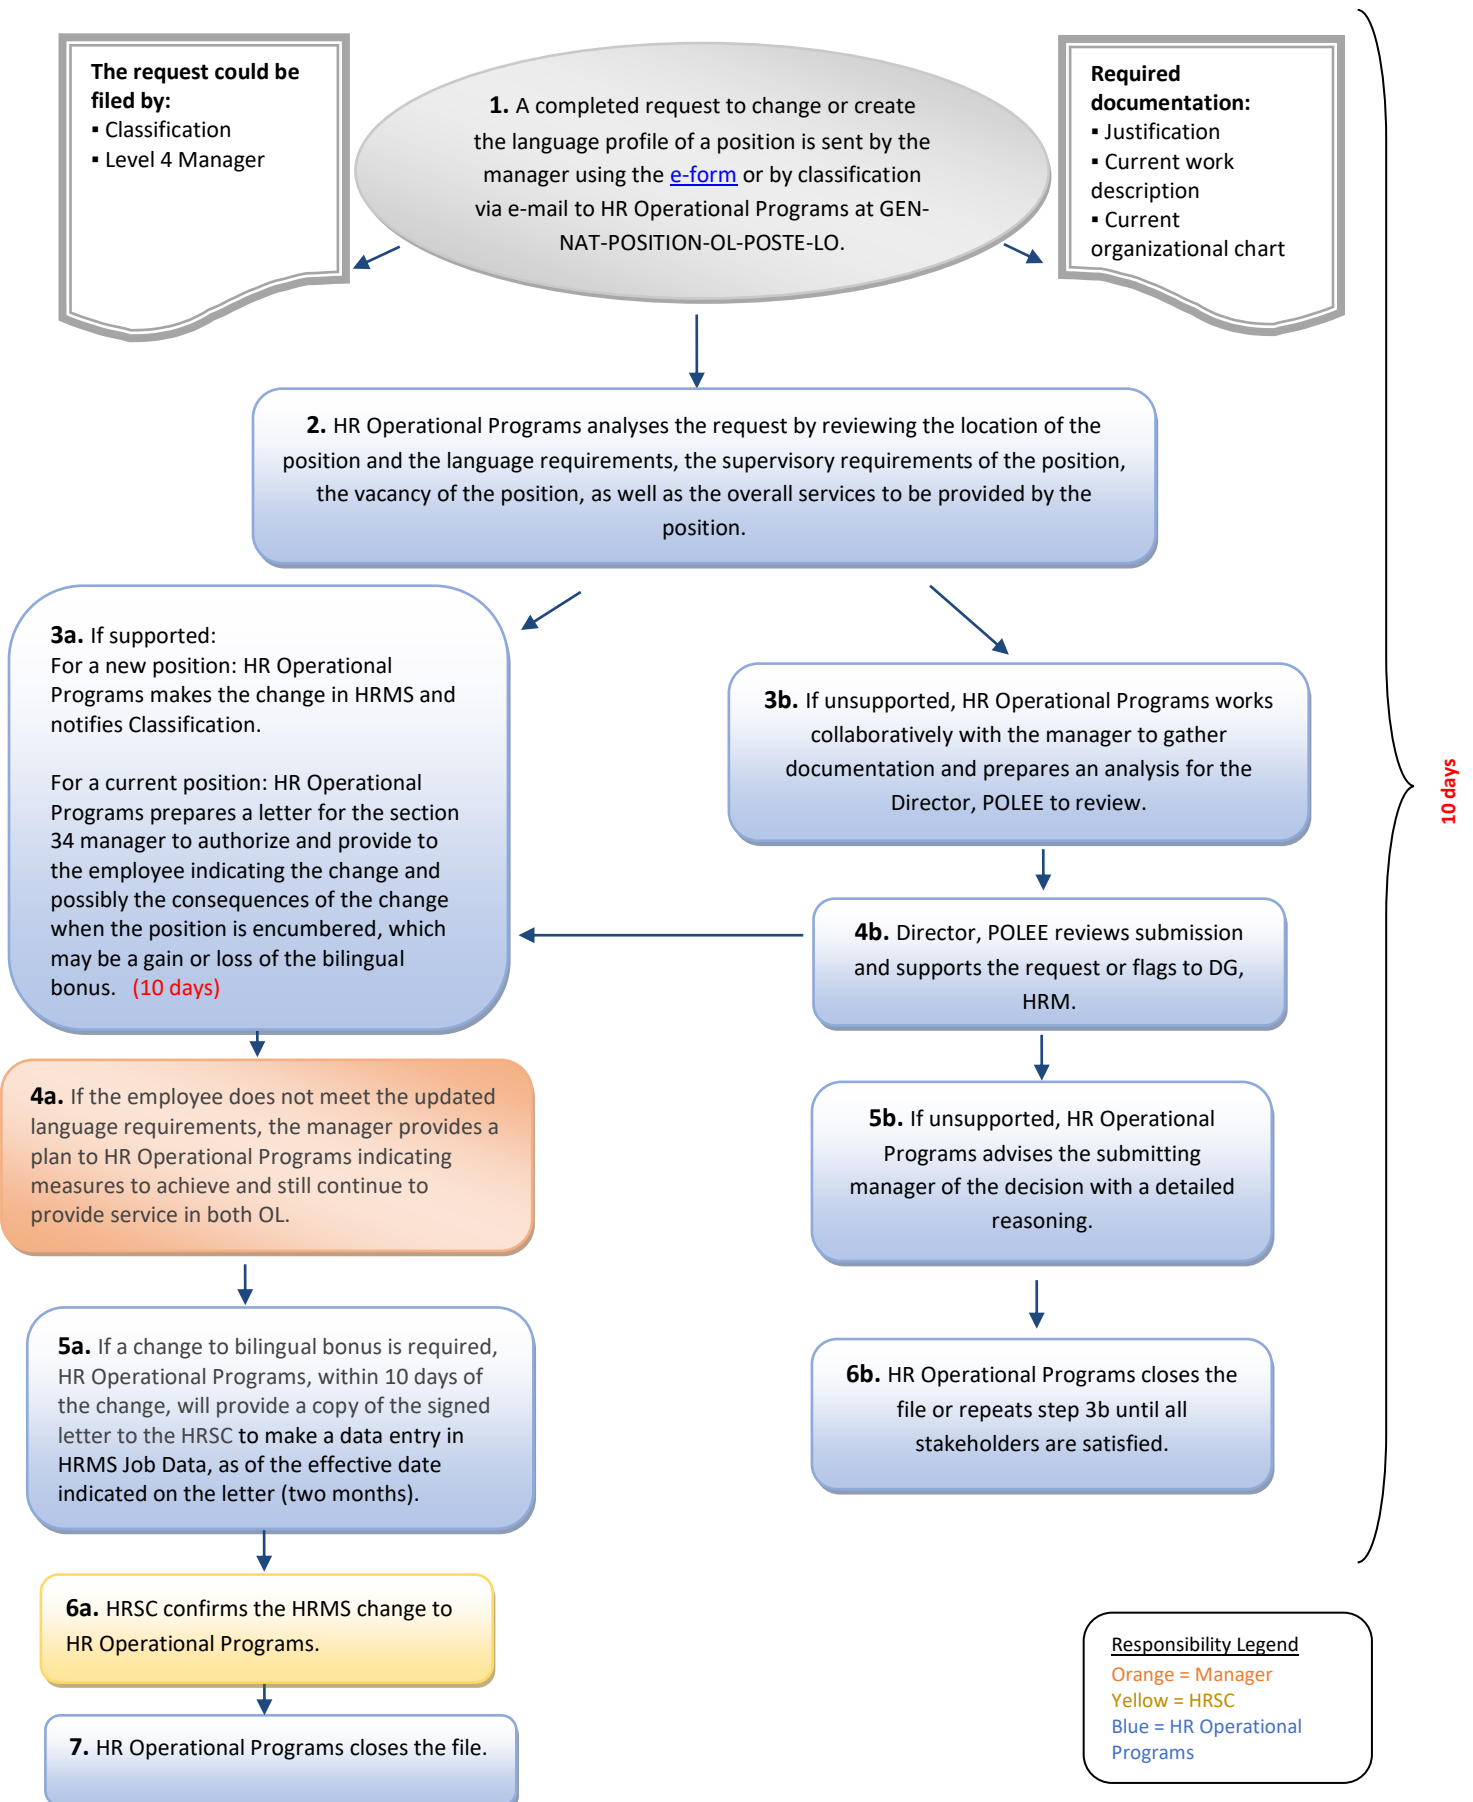 The request could be
filed by:
▪ Classification
▪ Level 4 Manager
1. A completed request to change or create
the language profile of a position is sent by the
manager using the e-form or by classification
via e-mail to HR Operational Programs at GEN-
NAT-POSITION-OL-POSTE-LO.
Required
documentation:
▪ Justification
▪ Current work
description
▪ Current
organizational chart
2. HR Operational Programs analyses the request by reviewing the location of the
position and the language requirements, the supervisory requirements of the position,
the vacancy of the position, as well as the overall services to be provided by the
position.
3a. If supported:
For a new position: HR Operational
Programs makes the change in HRMS and
notifies Classification.
For a current position: HR Operational
Programs prepares a letter for the section
34 manager to authorize and provide to
the employee indicating the change and
possibly the consequences of the change
when the position is encumbered, which
may be a gain or loss of the bilingual
bonus. (10 days)
3b. If unsupported, HR Operational Programs works
collaboratively with the manager to gather
documentation and prepares an analysis for the
Director, POLEE to review.
10 days
4b. Director, POLEE reviews submission
and supports the request or flags to DG,
HRM.
4a. If the employee does not meet the updated
language requirements, the manager provides a
plan to HR Operational Programs indicating
measures to achieve and still continue to
provide service in both OL.
5b. If unsupported, HR Operational
Programs advises the submitting
manager of the decision with a detailed
reasoning.
5a. If a change to bilingual bonus is required,
HR Operational Programs, within 10 days of
the change, will provide a copy of the signed
letter to the HRSC to make a data entry in
HRMS Job Data, as of the effective date
indicated on the letter (two months).
6b. HR Operational Programs closes the
file or repeats step 3b until all
stakeholders are satisfied.
6a. HRSC confirms the HRMS change to
HR Operational Programs.
7. HR Operational Programs closes the file.
Responsibility Legend
Orange = Manager
Yellow = HRSC
Blue = HR Operational
Programs